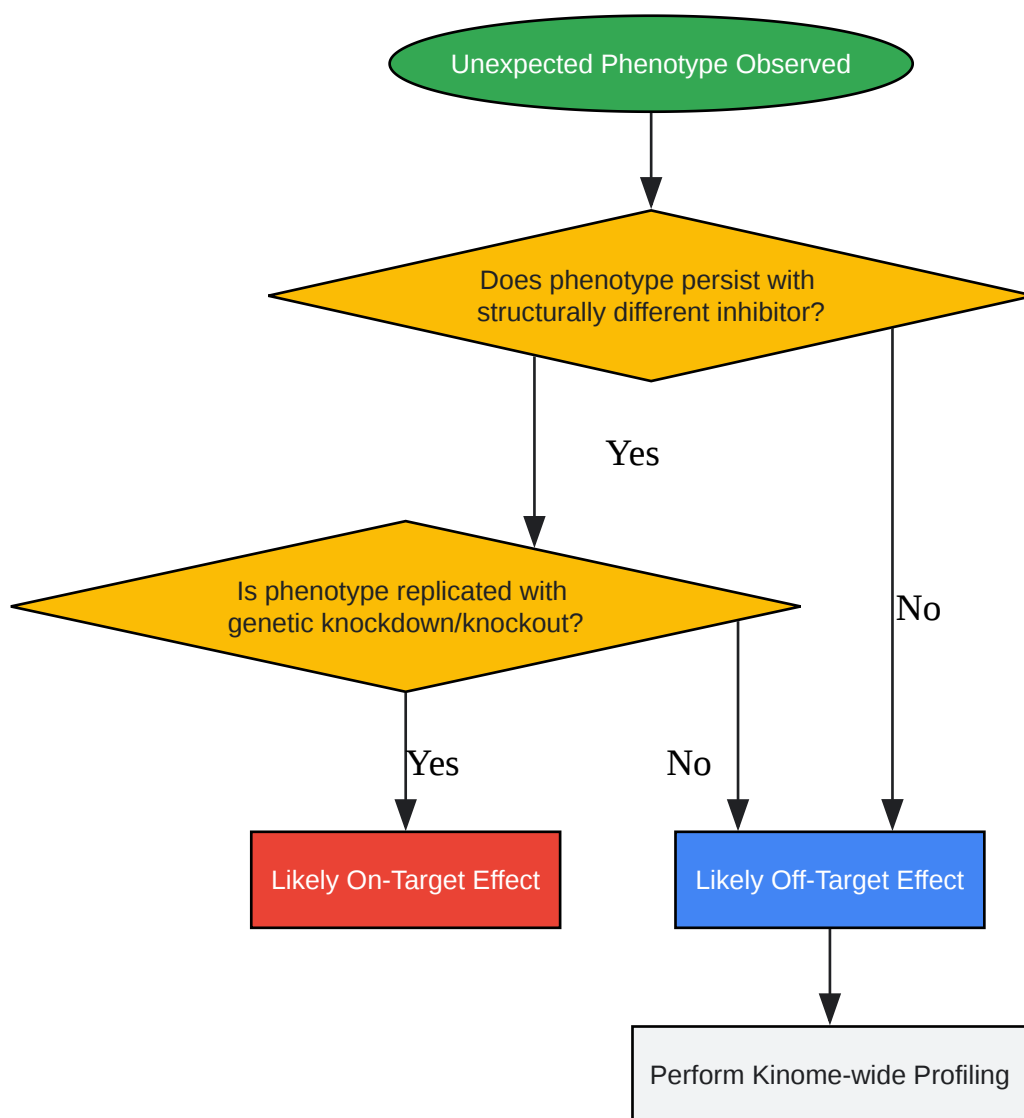 Unexpected Phenotype Observed
Does phenotype persist with
structurally different inhibitor?
Yes
Is phenotype replicated with
genetic knockdown/knockout?
No
Yes
No
Likely On-Target Effect
Likely Off-Target Effect
Perform Kinome-wide Profiling